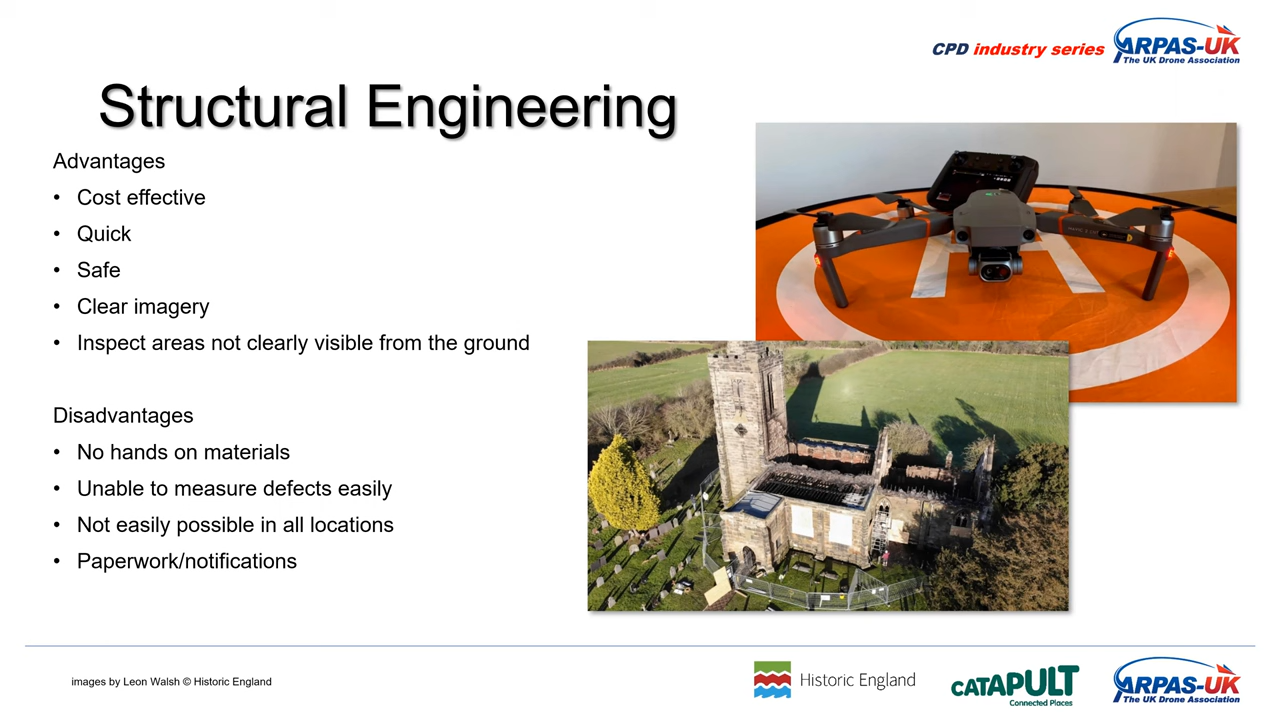 CPD industry series
ARPAS-UK
The UK Drone Association
Structural Engineering
Advantages
• Cost effective
• Quick
• Safe
• Clear imagery
• Inspect areas not clearly visible from the ground
Disadvantages
• No hands on materials
• Unable to measure defects easily
• Not easily possible in all locations
• Paperwork/notifications
H
images by Leon Walsh © Historic England
Historic England
CATAPULT
Connected Places
ARPAS-UK
The UK Drone Association